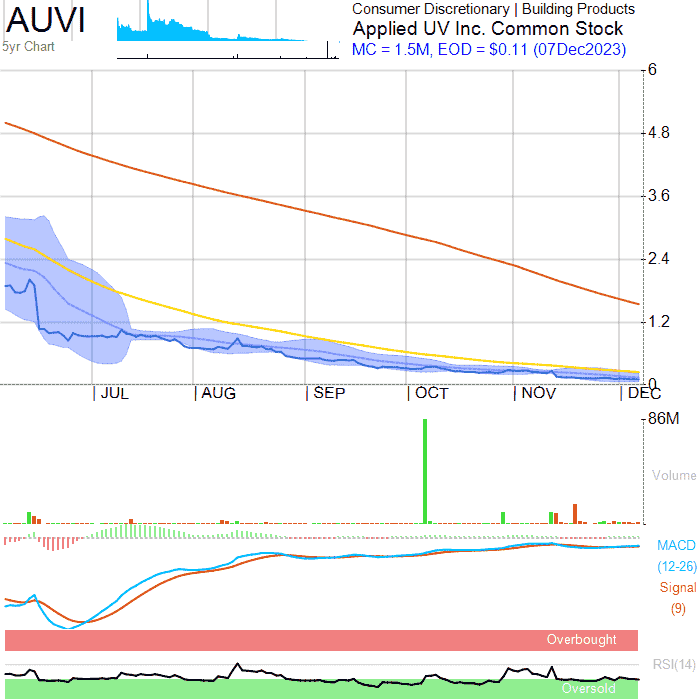 AUVI
5yr Chart
Consumer Discretionary | Building Products
Applied UV Inc. Common Stock
MC = 1.5M, EOD = $0.11 (07Dec2023)
6
4.8
3.6
2.4
1.2
0
JUL
AUG
SEP
OCT
NOV
DEC
86M
Volume
MACD
(12-26)
Signal
(9)
Overbought
RSI(14)
Oversold